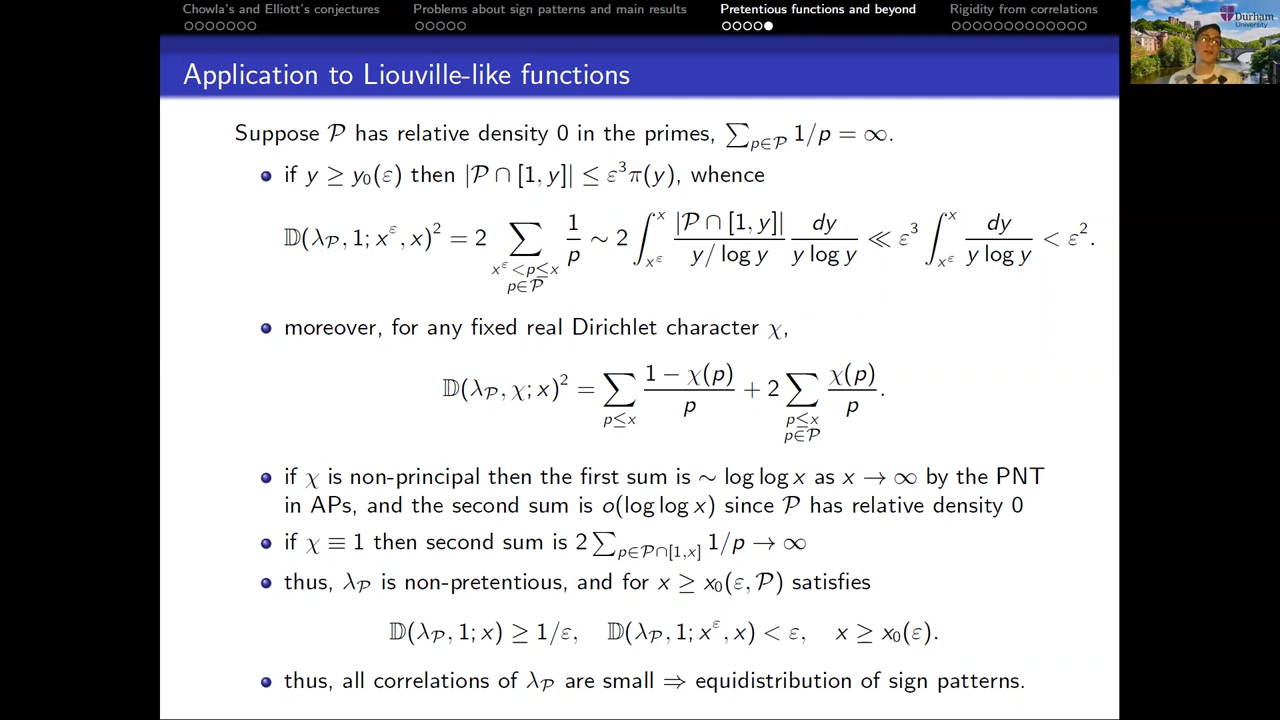 Chowla's and Elliott's conjectures Problems about sign patterns and main results Pretentious functions and beyond Rigidity from correlations
Durham
University
Application to Liouville-like functions
Suppose 𝒫 has relative density 0 in the primes, ∑_{p∈𝒫} 1/p = ∞.
if y ≥ y₀(ε) then |𝒫 ∩ [1, y]| ≤ ε³π(y), whence
𝔻(λ_𝒫, 1; x^ε, x)² = 2 ∑_{x^ε<p≤x, p∈𝒫} 1/p ∼ 2 ∫_{x^ε}^{x} |𝒫 ∩ [1, y]| / (y/ log y) dy / (y log y) ≪ ε³ ∫_{x^ε}^{x} dy / (y log y) < ε².
moreover, for any fixed real Dirichlet character χ,
𝔻(λ_𝒫, χ; x)² = ∑_{p≤x} (1 − χ(p)) / p + 2 ∑_{p≤x, p∈𝒫} χ(p) / p.
if χ is non-principal then the first sum is ∼ log log x as x → ∞ by the PNT
in APs, and the second sum is o(log log x) since 𝒫 has relative density 0
if χ ≡ 1 then second sum is 2 ∑_{p∈𝒫∩[1,x]} 1/p → ∞
thus, λ_𝒫 is non-pretentious, and for x ≥ x₀(ε, 𝒫) satisfies
𝔻(λ_𝒫, 1; x) ≥ 1/ε, 𝔻(λ_𝒫, 1; x^ε, x) < ε, x ≥ x₀(ε).
thus, all correlations of λ_𝒫 are small ⇒ equidistribution of sign patterns.